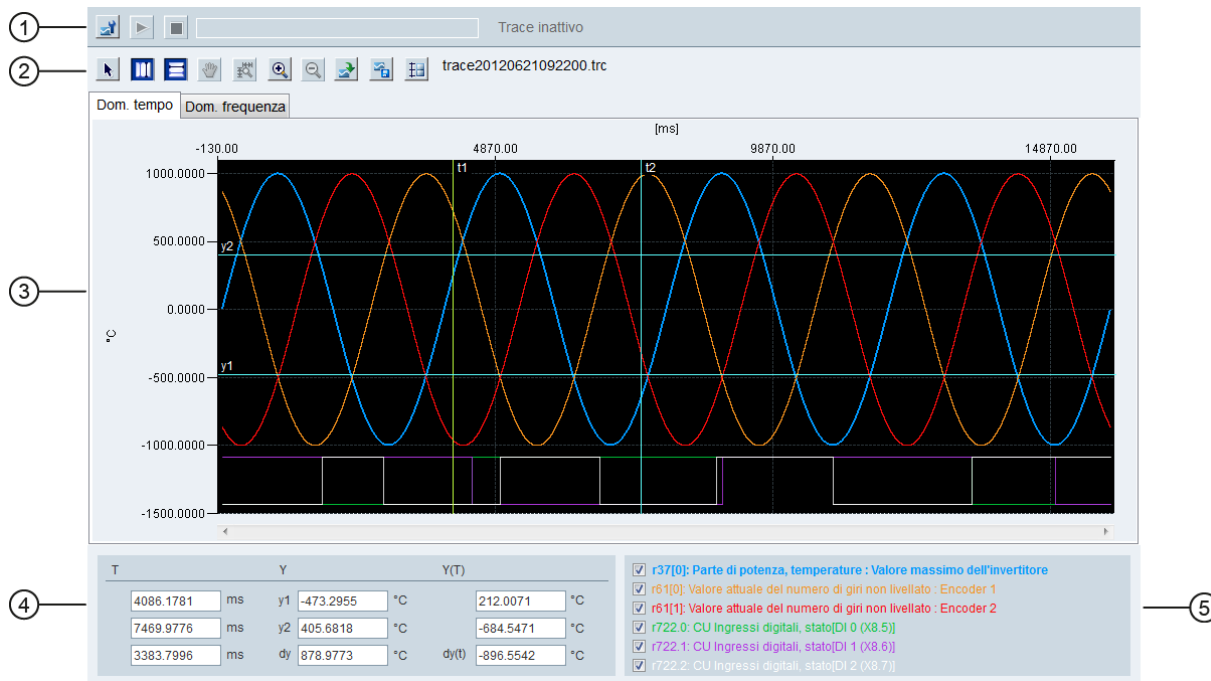 1
Trace inattivo
2
trace20120621092200.trc
Dom. tempo Dom. frequenza
[ms]
-130.00 4870.00 9870.00 14870.00
t1 t2
1000.0000
500.0000
y2
3
0.0000
°C
y1
-500.0000
-1000.0000
-1500.0000
T Y Y(T)
4086.1781 ms y1 -473.2955 °C 212.0071 °C
4
7469.9776 ms y2 405.6818 °C -684.5471 °C
3383.7996 ms dy 878.9773 °C dy(t) -896.5542 °C
r37[0]: Parte di potenza, temperature : Valore massimo dell'invertitore
r61[0]: Valore attuale del numero di giri non livellato : Encoder 1
r61[1]: Valore attuale del numero di giri non livellato : Encoder 2
5
r722.0: CU Ingressi digitali, stato[DI 0 (X8.5)]
r722.1: CU Ingressi digitali, stato[DI 1 (X8.6)]
r722.2: CU Ingressi digitali, stato[DI 2 (X8.7)]